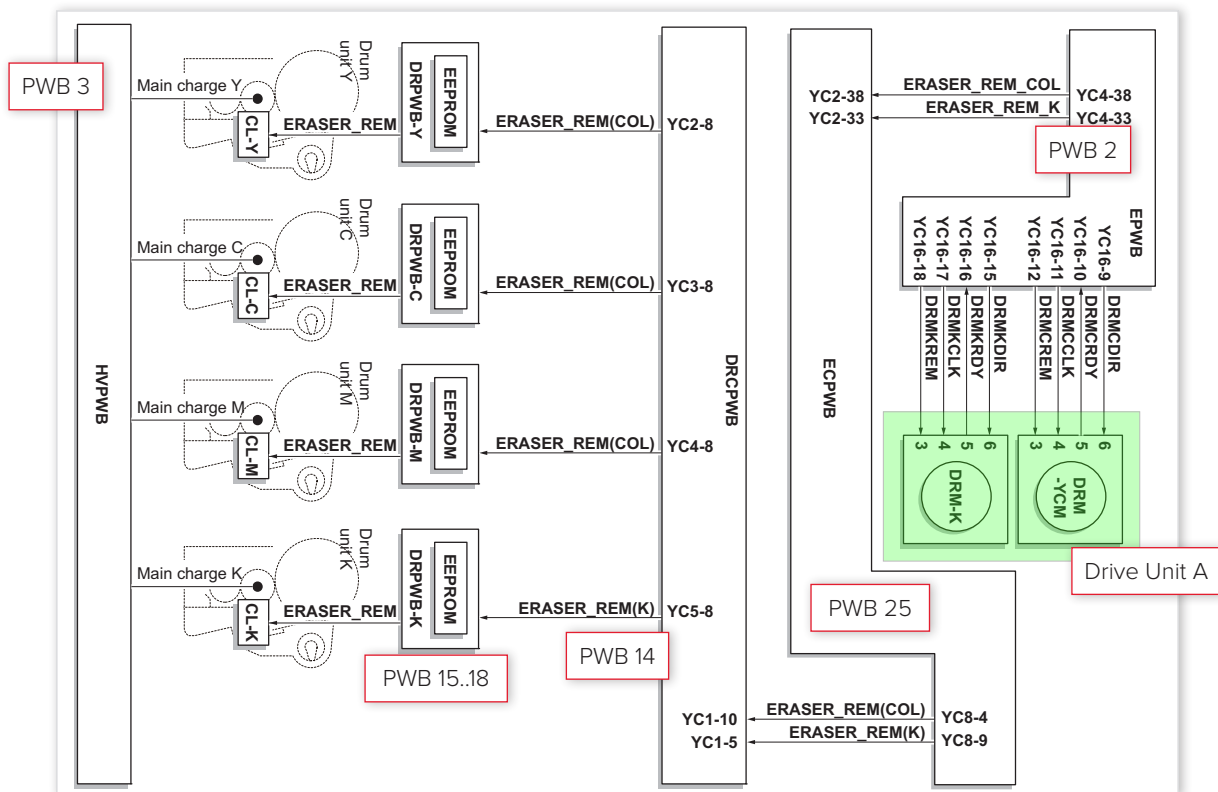 PWB 3
HVPWB
Main charge Y
Drum
unit Y
CL-Y
ERASER_REM
DRPWB-Y
EEPROM
ERASER_REM(COL)
YC2-8
Main charge C
Drum
unit C
CL-C
ERASER_REM
DRPWB-C
EEPROM
ERASER_REM(COL)
YC3-8
Main charge M
Drum
unit M
CL-M
ERASER_REM
DRPWB-M
EEPROM
ERASER_REM(COL)
YC4-8
Main charge K
Drum
unit K
CL-K
ERASER_REM
DRPWB-K
EEPROM
ERASER_REM(K)
YC5-8
PWB 15..18
PWB 14
DRCPWB
YC1-10
YC1-5
ERASER_REM(COL)
ERASER_REM(K)
YC8-4
YC8-9
ECPWB
PWB 25
YC2-38
YC2-33
ERASER_REM_COL
ERASER_REM_K
YC4-38
YC4-33
PWB 2
EPWB
YC16-18
YC16-17
YC16-16
YC16-15
YC16-12
YC16-11
YC16-10
YC16-9
DRMKREM
DRMKCLK
DRMKRDY
DRMKDIR
DRMCREM
DRMCCLK
DRMCRDY
DRMCDIR
3
4
5
6
DRM-K
3
4
5
6
DRM
-YCM
Drive Unit A